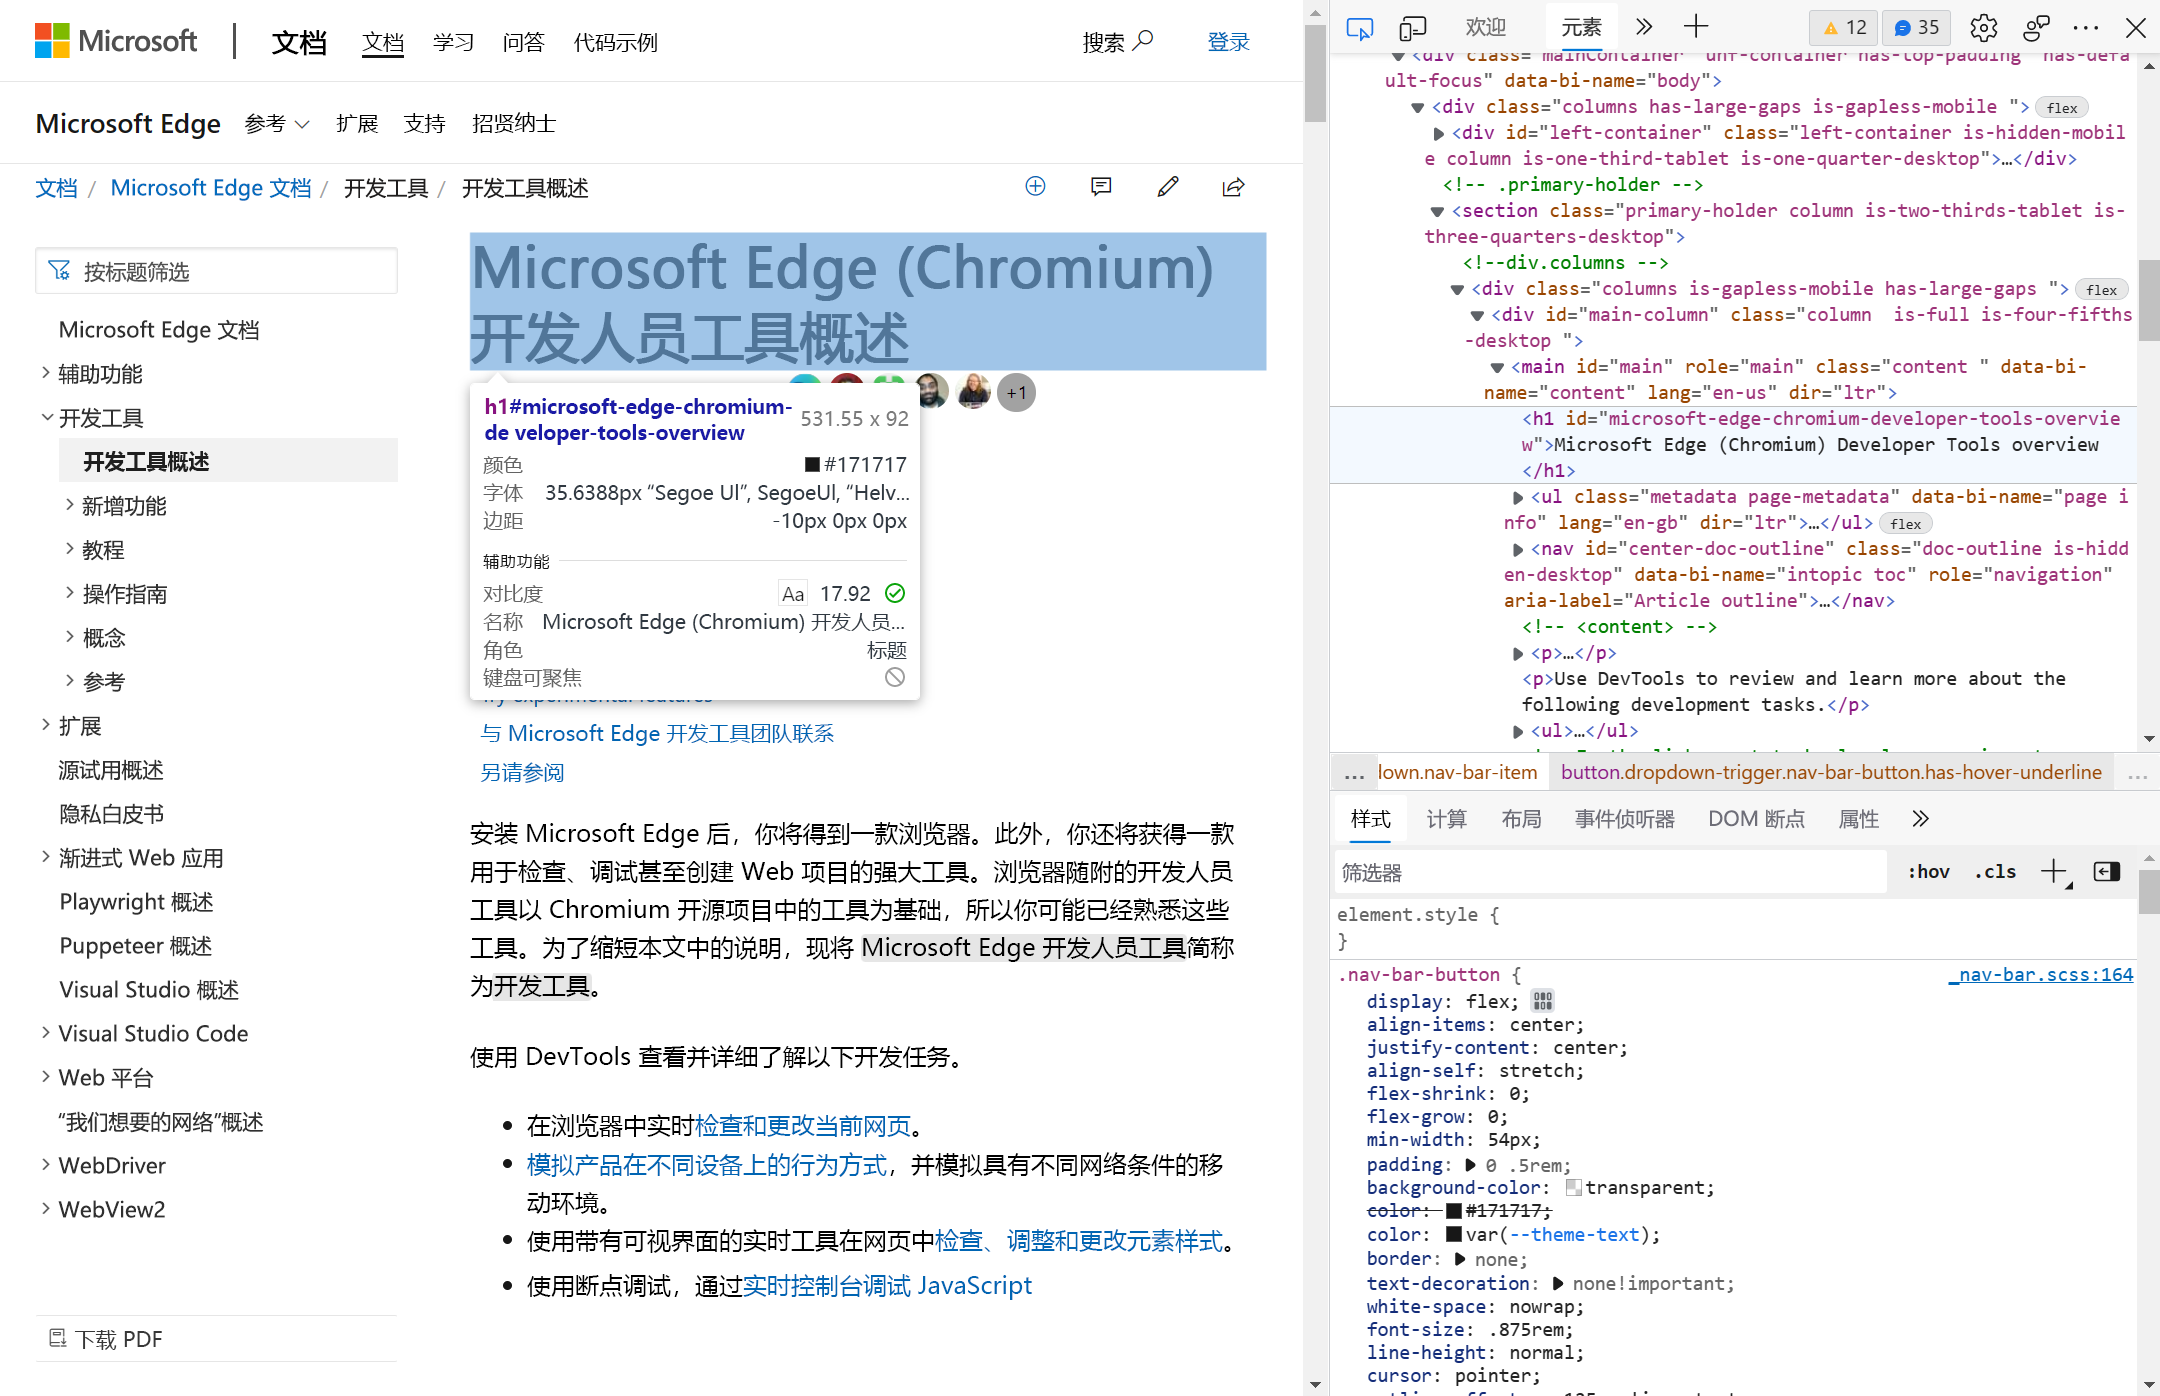 Microsoft 文档 文档 学习 问答 代码示例 搜索 登录
Microsoft Edge 参考 扩展 支持 招贤纳士
文档 / Microsoft Edge 文档 / 开发工具 / 开发工具概述
按标题筛选
Microsoft Edge 文档
辅助功能
开发工具
开发工具概述
新增功能
教程
操作指南
概念
参考
扩展
源试用概述
隐私白皮书
渐进式 Web 应用
Playwright 概述
Puppeteer 概述
Visual Studio 概述
Visual Studio Code
Web 平台
“我们想要的网络”概述
WebDriver
WebView2
下载 PDF
Microsoft Edge (Chromium)
开发人员工具概述
+1
h1#microsoft-edge-chromium-
de veloper-tools-overview 531.55 x 92
颜色 #171717
字体 35.6388px “Segoe UI”, SegoeUI, “Helv...
边距 -10px 0px 0px
辅助功能
对比度 Aa 17.92
名称 Microsoft Edge (Chromium) 开发人员...
角色 标题
键盘可聚焦
Try experimental features
与 Microsoft Edge 开发工具团队联系
另请参阅
安装 Microsoft Edge 后，你将得到一款浏览器。此外，你还将获得一款
用于检查、调试甚至创建 Web 项目的强大工具。浏览器随附的开发人员
工具以 Chromium 开源项目中的工具为基础，所以你可能已经熟悉这些
工具。为了缩短本文中的说明，现将 Microsoft Edge 开发人员工具简称
为开发工具。
使用 DevTools 查看并详细了解以下开发任务。
• 在浏览器中实时检查和更改当前网页。
• 模拟产品在不同设备上的行为方式，并模拟具有不同网络条件的移
动环境。
• 使用带有可视界面的实时工具在网页中检查、调整和更改元素样式。
• 使用断点调试，通过实时控制台调试 JavaScript
欢迎 元素 12 35
<div class="mainContainer  uhf-container has-top-padding  has-defa
ult-focus" data-bi-name="body">
<div class="columns has-large-gaps is-gapless-mobile "> flex
<div id="left-container" class="left-container is-hidden-mobil
e column is-one-third-tablet is-one-quarter-desktop">…</div>
<!-- .primary-holder -->
<section class="primary-holder column is-two-thirds-tablet is-
three-quarters-desktop">
<!--div.columns -->
<div class="columns is-gapless-mobile has-large-gaps "> flex
<div id="main-column" class="column  is-full is-four-fifths
-desktop ">
<main id="main" role="main" class="content " data-bi-
name="content" lang="en-us" dir="ltr">
<h1 id="microsoft-edge-chromium-developer-tools-overvie
w">Microsoft Edge (Chromium) Developer Tools overview
</h1>
<ul class="metadata page-metadata" data-bi-name="page i
nfo" lang="en-gb" dir="ltr">…</ul> flex
<nav id="center-doc-outline" class="doc-outline is-hidd
en-desktop" data-bi-name="intopic toc" role="navigation"
aria-label="Article outline">…</nav>
<!-- <content> -->
<p>…</p>
<p>Use DevTools to review and learn more about the
following development tasks.</p>
<ul>…</ul>
... lown.nav-bar-item button.dropdown-trigger.nav-bar-button.has-hover-underline ...
样式 计算 布局 事件侦听器 DOM 断点 属性
筛选器 :hov .cls
element.style {
}
.nav-bar-button { _nav-bar.scss:164
display: flex;
align-items: center;
justify-content: center;
align-self: stretch;
flex-shrink: 0;
flex-grow: 0;
min-width: 54px;
padding: 0 .5rem;
background-color: transparent;
color: #171717;
color: var(--theme-text);
border: none;
text-decoration: none!important;
white-space: nowrap;
font-size: .875rem;
line-height: normal;
cursor: pointer;